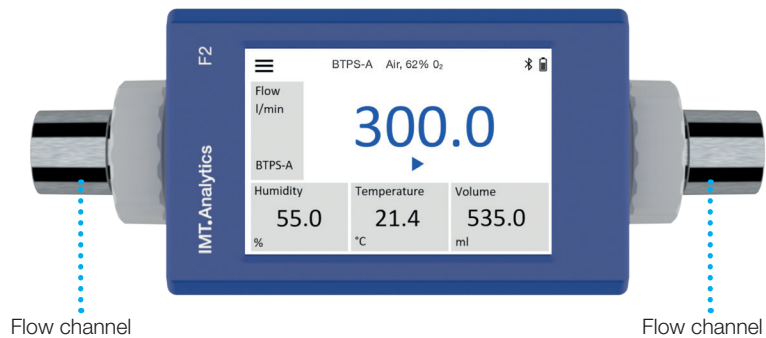 F2
IMT.Analytics
BTPS-A Air, 62% 0₂
Flow
l/min
BTPS-A
300.0
Humidity
55.0
%
Temperature
21.4
°C
Volume
535.0
ml
Flow channel
Flow channel